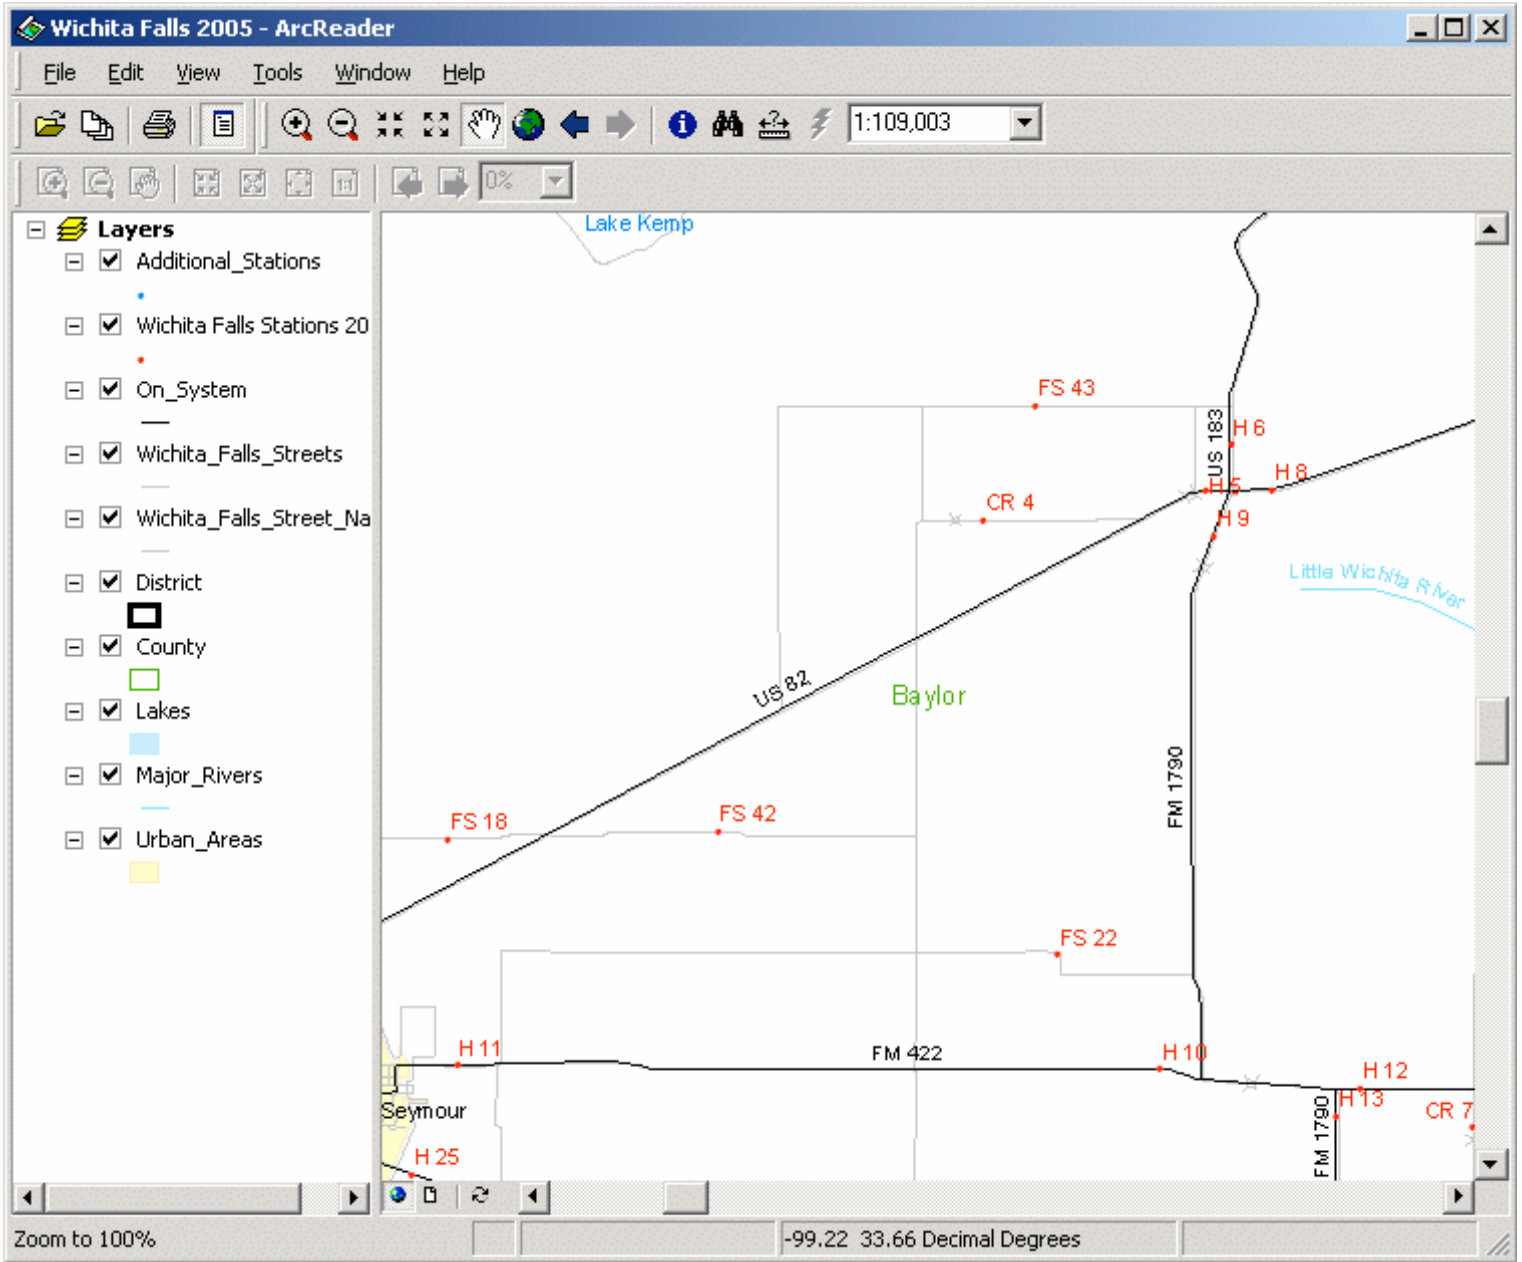 Wichita Falls 2005 - ArcReader
File Edit View Tools Window Help
1:109,003
1:1
0%
Layers
Additional_Stations
Wichita Falls Stations 20
On_System
Wichita_Falls_Streets
Wichita_Falls_Street_Na
District
County
Lakes
Major_Rivers
Urban_Areas
Lake Kemp
FS 43
US 183
H 6
H 8
H 5
CR 4
H 9
Little Wichita River
US 82
Baylor
FM 1790
FS 18
FS 42
FS 22
H 11
FM 422
H 10
H 12
Seymour
FM 1790
H 13
CR 7
H 25
Zoom to 100%
-99.22 33.66 Decimal Degrees